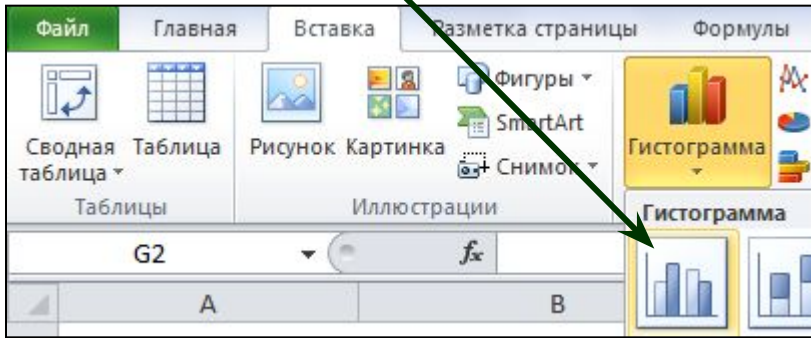 Файл Главная Вставка Разметка страницы Формулы
Сводная таблица Таблица Рисунок Картинка Фигуры SmartArt Снимок Гистограмма
Таблицы Иллюстрации Гистограмма
G2 fx
A B